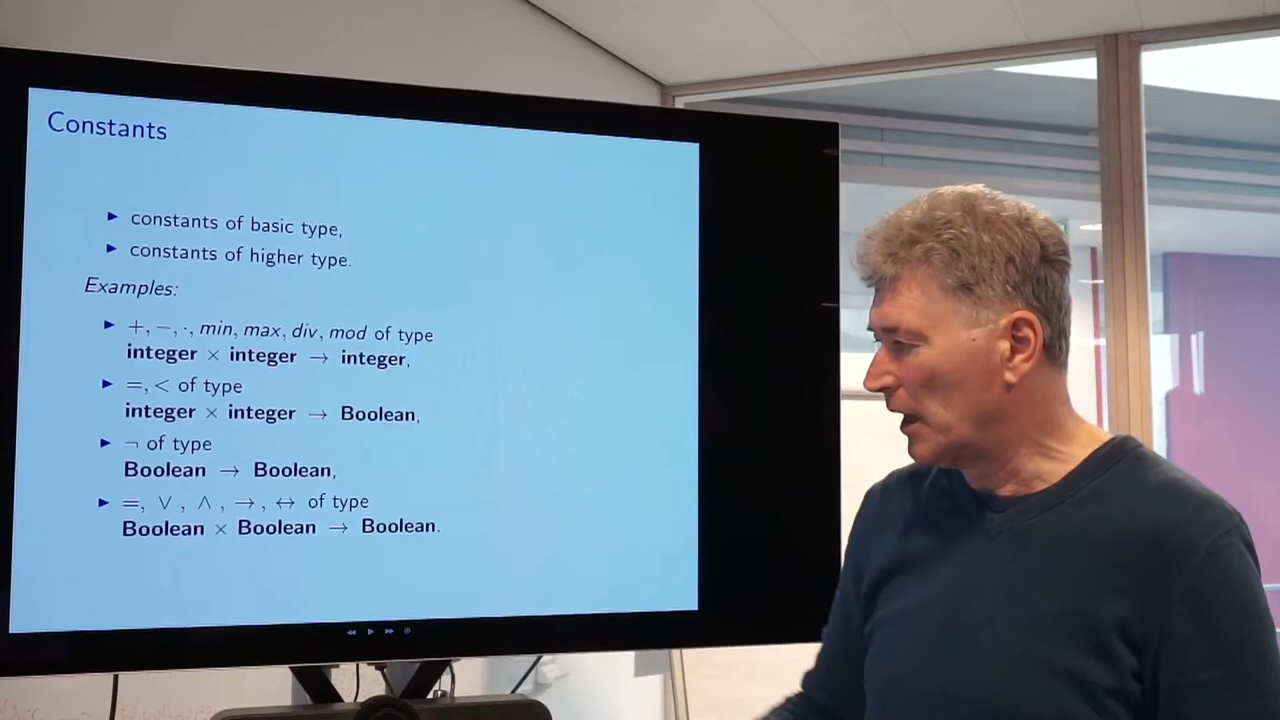 Constants
▶ constants of basic type,
▶ constants of higher type.
Examples:
▶ +, −, ·, min, max, div, mod of type
integer × integer → integer,
▶ =, < of type
integer × integer → Boolean,
▶ ¬ of type
Boolean → Boolean,
▶ =, ∨ , ∧ , → , ↔ of type
Boolean × Boolean → Boolean.